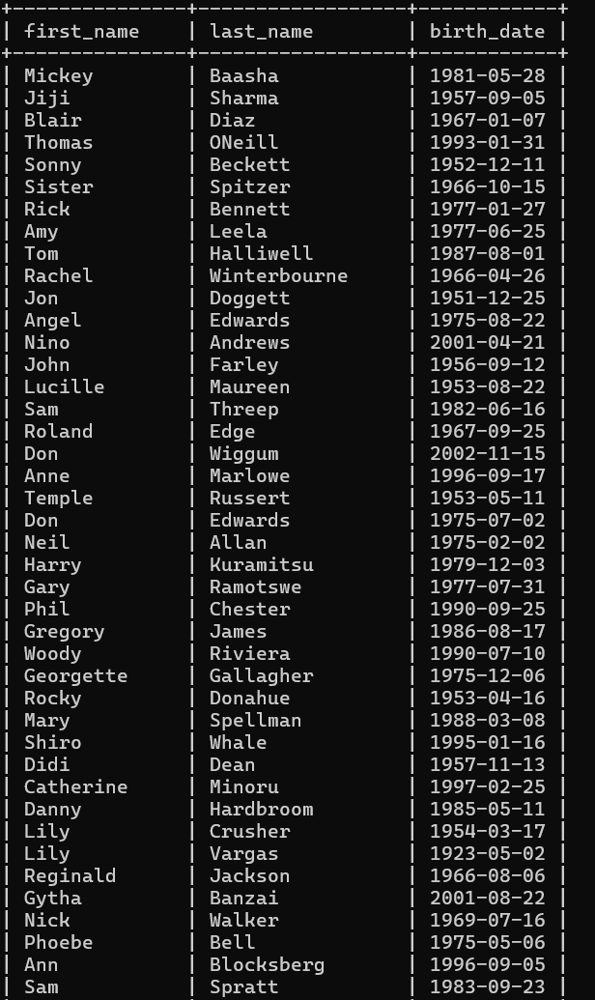 +---------------+------------------+------------+
| first_name | last_name | birth_date |
+---------------+------------------+------------+
| Mickey | Baasha | 1981-05-28 |
| Jiji | Sharma | 1957-09-05 |
| Blair | Diaz | 1967-01-07 |
| Thomas | ONeill | 1993-01-31 |
| Sonny | Beckett | 1952-12-11 |
| Sister | Spitzer | 1966-10-15 |
| Rick | Bennett | 1977-01-27 |
| Amy | Leela | 1977-06-25 |
| Tom | Halliwell | 1987-08-01 |
| Rachel | Winterbourne | 1966-04-26 |
| Jon | Doggett | 1951-12-25 |
| Angel | Edwards | 1975-08-22 |
| Nino | Andrews | 2001-04-21 |
| John | Farley | 1956-09-12 |
| Lucille | Maureen | 1953-08-22 |
| Sam | Threep | 1982-06-16 |
| Roland | Edge | 1967-09-25 |
| Don | Wiggum | 2002-11-15 |
| Anne | Marlowe | 1996-09-17 |
| Temple | Russert | 1953-05-11 |
| Don | Edwards | 1975-07-02 |
| Neil | Allan | 1975-02-02 |
| Harry | Kuramitsu | 1979-12-03 |
| Gary | Ramotswe | 1977-07-31 |
| Phil | Chester | 1990-09-25 |
| Gregory | James | 1986-08-17 |
| Woody | Riviera | 1990-07-10 |
| Georgette | Gallagher | 1975-12-06 |
| Rocky | Donahue | 1953-04-16 |
| Mary | Spellman | 1988-03-08 |
| Shiro | Whale | 1995-01-16 |
| Didi | Dean | 1957-11-13 |
| Catherine | Minoru | 1997-02-25 |
| Danny | Hardbroom | 1985-05-11 |
| Lily | Crusher | 1954-03-17 |
| Lily | Vargas | 1923-05-02 |
| Reginald | Jackson | 1966-08-06 |
| Gytha | Banzai | 2001-08-22 |
| Nick | Walker | 1969-07-16 |
| Phoebe | Bell | 1975-05-06 |
| Ann | Blocksberg | 1996-09-05 |
| Sam | Spratt | 1983-09-23 |